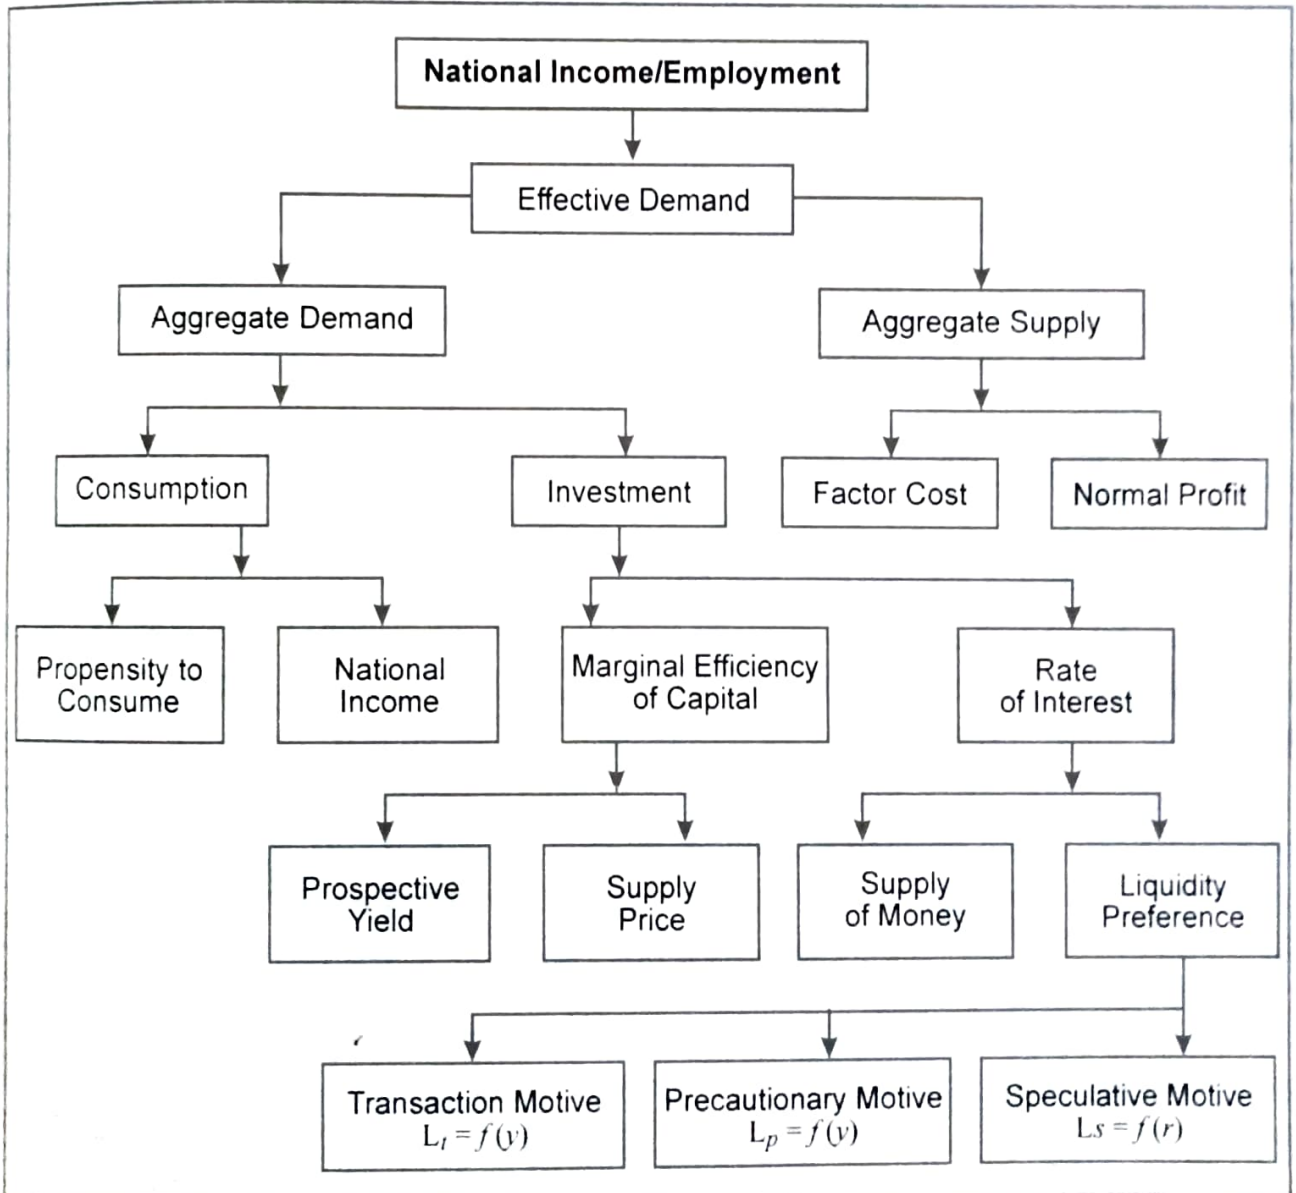 National Income/Employment
Effective Demand
Aggregate Demand
Aggregate Supply
Consumption
Investment
Factor Cost
Normal Profit
Propensity to
Consume
National
Income
Marginal Efficiency
of Capital
Rate
of Interest
Prospective
Yield
Supply
Price
Supply
of Money
Liquidity
Preference
Transaction Motive
Lₜ = f (y)
Precautionary Motive
Lₚ = f (y)
Speculative Motive
Ls = f (r)